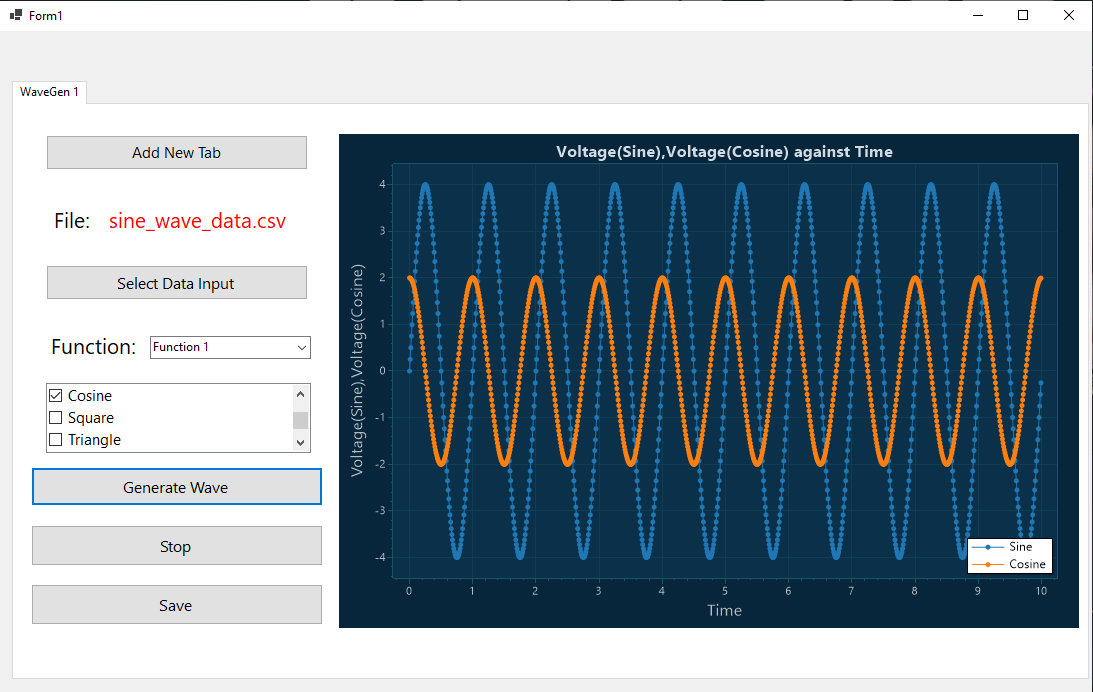 Form1
WaveGen 1
Add New Tab
File: sine_wave_data.csv
Select Data Input
Function: Function 1
Cosine
Square
Triangle
Generate Wave
Stop
Save
Voltage(Sine),Voltage(Cosine) against Time
Voltage(Sine),Voltage(Cosine)
4
3
2
1
0
-1
-2
-3
-4
0 1 2 3 4 5 6 7 8 9 10
Time
Sine
Cosine